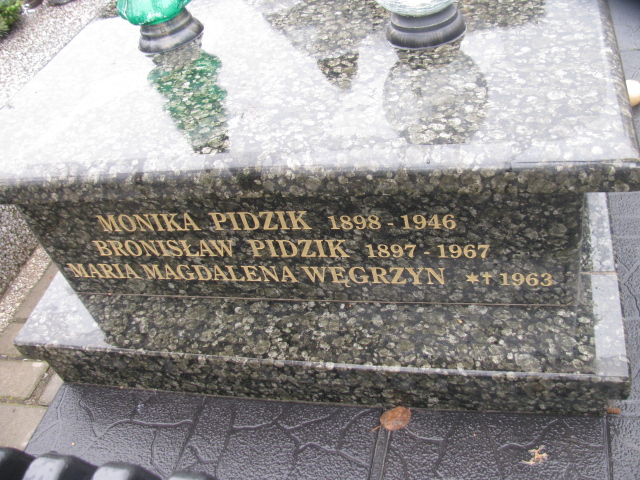 MONIKA PIDZIK 1898 - 1946
BRONISŁAW PIDZIK 1897 - 1967
MARIA MAGDALENA WĘGRZYN *† 1963